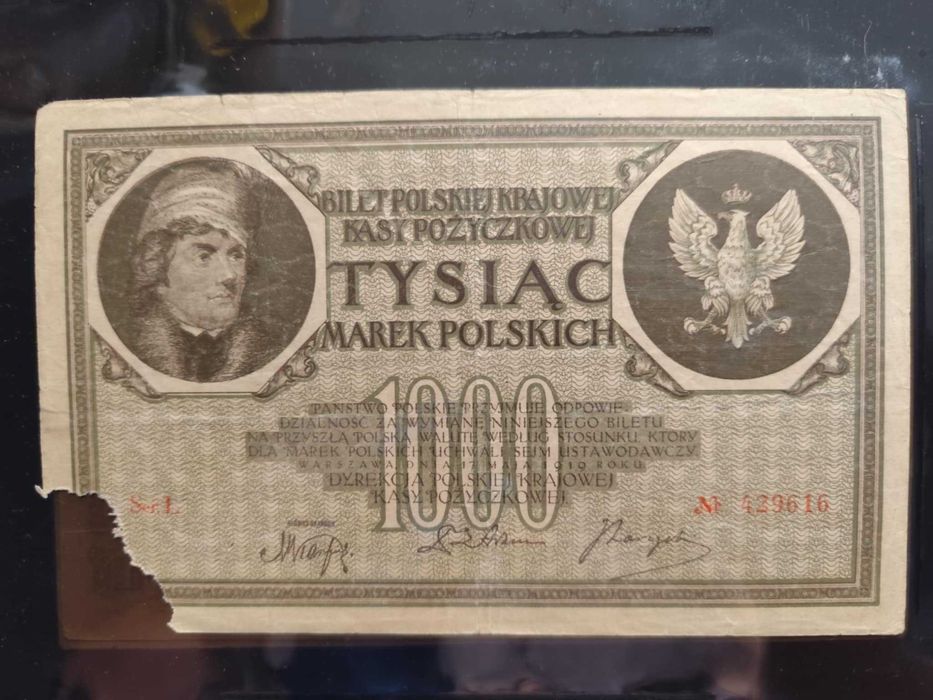 BILET POLSKIEJ KRAJOWEJ
KASY POŻYCZKOWEJ
TYSIĄC
MAREK POLSKICH
1000
PAŃSTWO POLSKIE PRZYJMUJE ODPOWIE-
DZIALNOŚĆ ZA WYMIANĘ NINIEJSZEGO BILETU
NA PRZYSZŁĄ POLSKĄ WALUTĘ WEDŁUG STOSUNKU, KTÓRY
DLA MAREK POLSKICH UCHWALI SEJM USTAWODAWCZY.
WARSZAWA DNIA 17 MAJA 1919 ROKU.
DYREKCJA POLSKIEJ KRAJOWEJ
KASY POŻYCZKOWEJ.
Ser. L № 429616